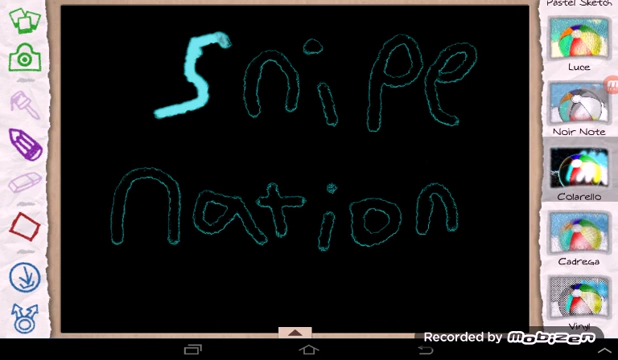 Pastel Sketch
Luce
Noir Note
Colarello
Cadrega
Vinyl
Snipe
nation
Recorded by Mobizen